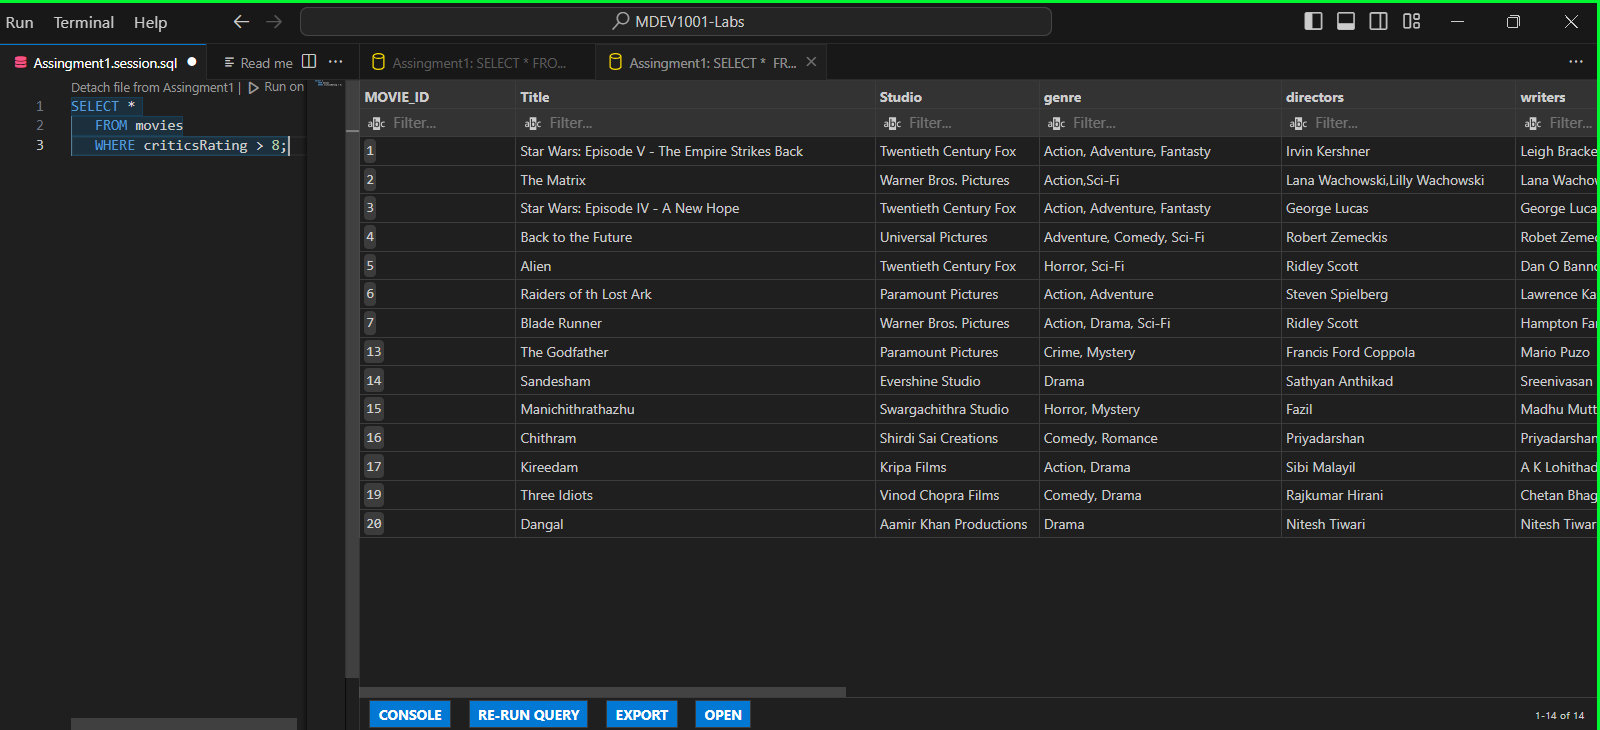 Run Terminal Help MDEV1001-Labs
Assingment1.session.sql Read me ··· Assingment1: SELECT * FRO... Assingment1: SELECT * FR... ···
Detach file from Assingment1 | Run on
1 SELECT *
2 FROM movies
3 WHERE criticsRating > 8;
MOVIE_ID Title Studio genre directors writers
abc Filter... abc Filter... abc Filter... abc Filter... abc Filter... abc Filter...
1 Star Wars: Episode V - The Empire Strikes Back Twentieth Century Fox Action, Adventure, Fantasty Irvin Kershner Leigh Bracke
2 The Matrix Warner Bros. Pictures Action,Sci-Fi Lana Wachowski,Lilly Wachowski Lana Wachov
3 Star Wars: Episode IV - A New Hope Twentieth Century Fox Action, Adventure, Fantasty George Lucas George Luca
4 Back to the Future Universal Pictures Adventure, Comedy, Sci-Fi Robert Zemeckis Robet Zemec
5 Alien Twentieth Century Fox Horror, Sci-Fi Ridley Scott Dan O Banno
6 Raiders of th Lost Ark Paramount Pictures Action, Adventure Steven Spielberg Lawrence Ka
7 Blade Runner Warner Bros. Pictures Action, Drama, Sci-Fi Ridley Scott Hampton Fan
13 The Godfather Paramount Pictures Crime, Mystery Francis Ford Coppola Mario Puzo
14 Sandesham Evershine Studio Drama Sathyan Anthikad Sreenivasan
15 Manichithrathazhu Swargachithra Studio Horror, Mystery Fazil Madhu Mutt
16 Chithram Shirdi Sai Creations Comedy, Romance Priyadarshan Priyadarshan
17 Kireedam Kripa Films Action, Drama Sibi Malayil A K Lohithad
19 Three Idiots Vinod Chopra Films Comedy, Drama Rajkumar Hirani Chetan Bhag
20 Dangal Aamir Khan Productions Drama Nitesh Tiwari Nitesh Tiwar
CONSOLE RE-RUN QUERY EXPORT OPEN 1-14 of 14